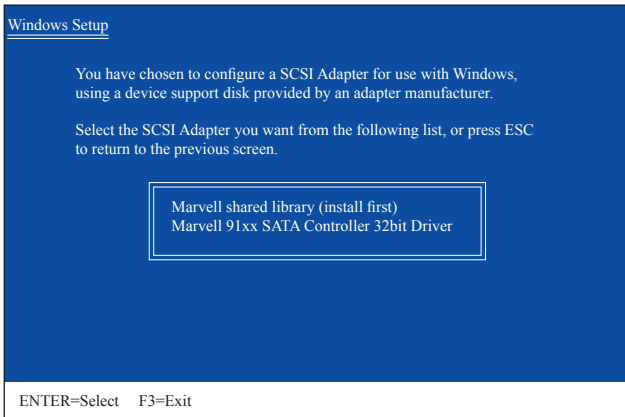 Windows Setup
You have chosen to configure a SCSI Adapter for use with Windows,
using a device support disk provided by an adapter manufacturer.
Select the SCSI Adapter you want from the following list, or press ESC
to return to the previous screen.
Marvell shared library (install first)
Marvell 91xx SATA Controller 32bit Driver
ENTER=Select F3=Exit